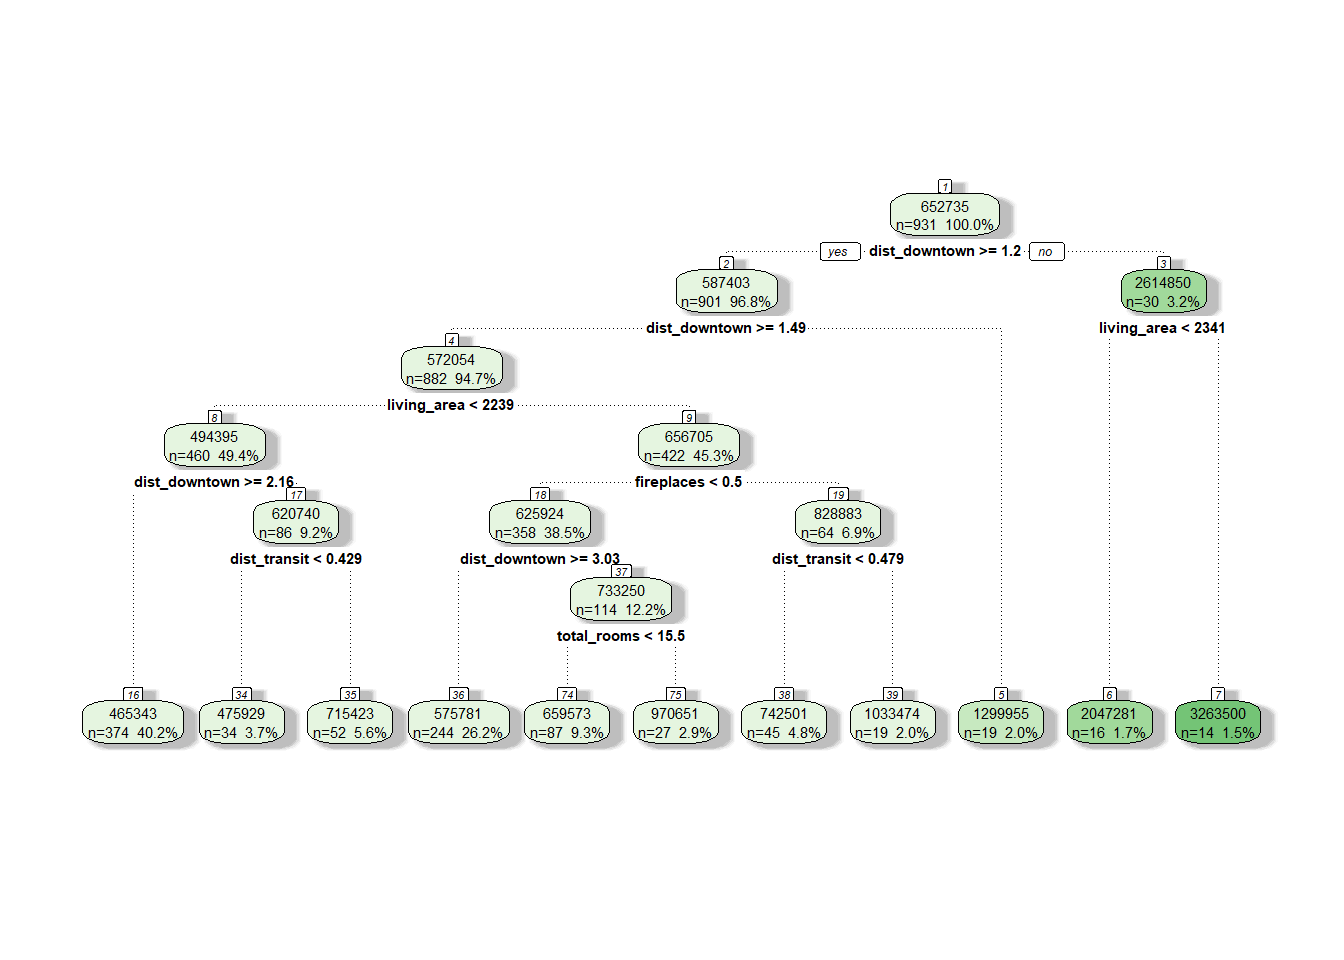 1
652735
n=931 100.0%
yes dist_downtown >= 1.2 no
2
587403
n=901 96.8%
3
2614850
n=30 3.2%
dist_downtown >= 1.49
living_area < 2341
4
572054
n=882 94.7%
living_area < 2239
8
494395
n=460 49.4%
9
656705
n=422 45.3%
dist_downtown >= 2.16
fireplaces < 0.5
17
620740
n=86 9.2%
18
625924
n=358 38.5%
19
828883
n=64 6.9%
dist_transit < 0.429
dist_downtown >= 3.03
dist_transit < 0.479
37
733250
n=114 12.2%
total_rooms < 15.5
16
465343
n=374 40.2%
34
475929
n=34 3.7%
35
715423
n=52 5.6%
36
575781
n=244 26.2%
74
659573
n=87 9.3%
75
970651
n=27 2.9%
38
742501
n=45 4.8%
39
1033474
n=19 2.0%
5
1299955
n=19 2.0%
6
2047281
n=16 1.7%
7
3263500
n=14 1.5%